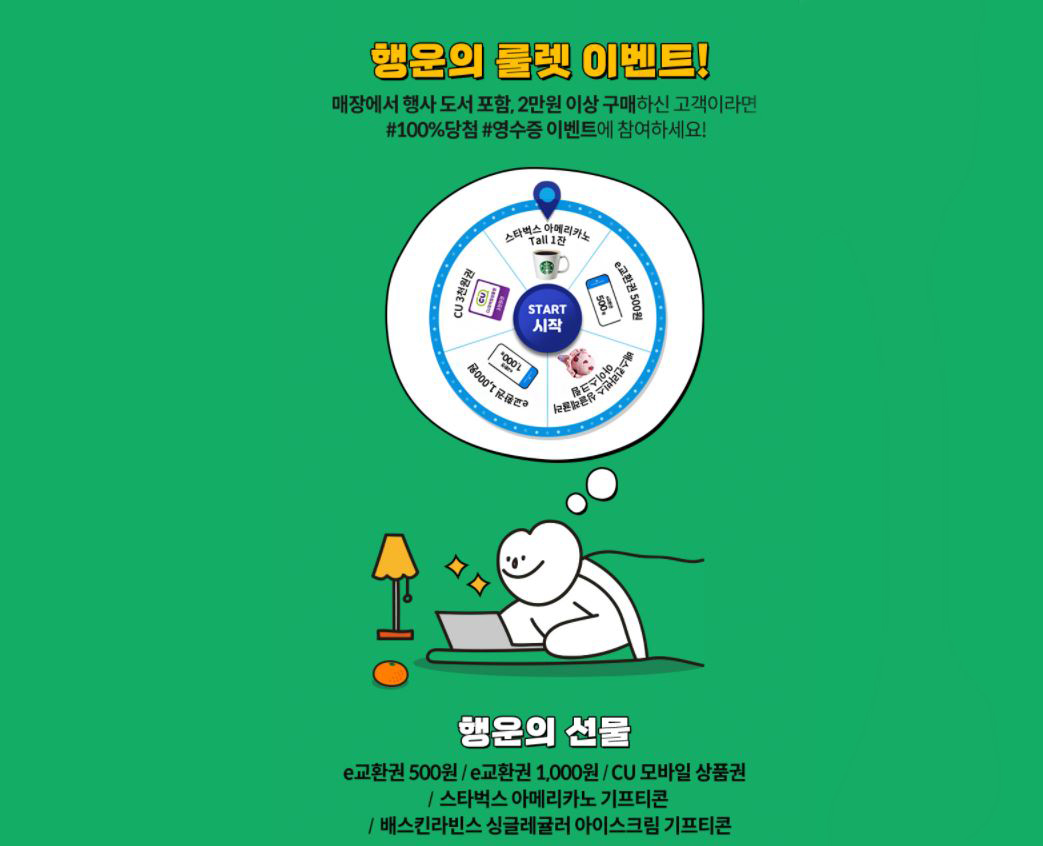 행운의 룰렛 이벤트!
매장에서 행사 도서 포함, 2만원 이상 구매하신 고객이라면
#100%당첨 #영수증 이벤트에 참여하세요!
스타벅스 아메리카노
Tall 1잔
CU 3천원권
CU
e교환권 500원
500원
START
시작
1,000원
e교환권 1,000원
배스킨라빈스 싱글레귤러
아이스크림
행운의 선물
e교환권 500원 / e교환권 1,000원 / CU 모바일 상품권
/ 스타벅스 아메리카노 기프티콘
/ 배스킨라빈스 싱글레귤러 아이스크림 기프티콘